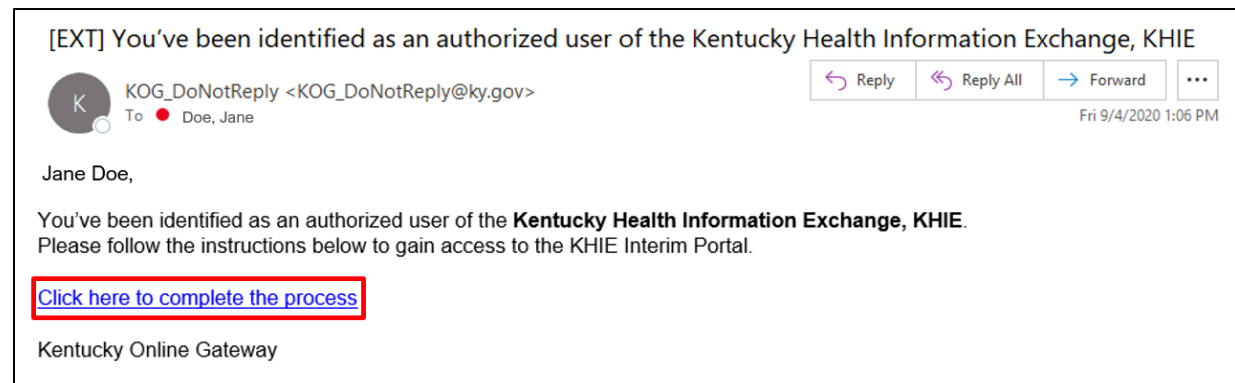 [EXT] You've been identified as an authorized user of the Kentucky Health Information Exchange, KHIE
K
KOG_DoNotReply <KOG_DoNotReply@ky.gov>
To Doe, Jane
Reply Reply All Forward ...
Fri 9/4/2020 1:06 PM
Jane Doe,
You've been identified as an authorized user of the Kentucky Health Information Exchange, KHIE.
Please follow the instructions below to gain access to the KHIE Interim Portal.
Click here to complete the process
Kentucky Online Gateway